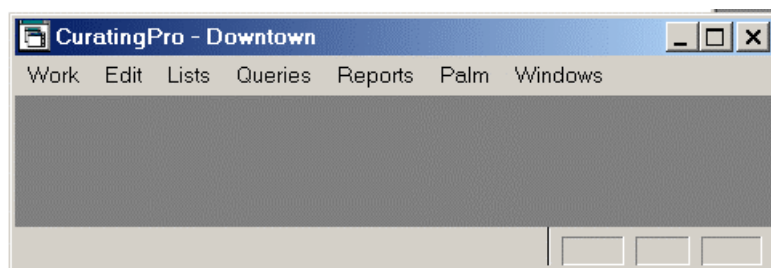 CuratingPro - Downtown
Work Edit Lists Queries Reports Palm Windows